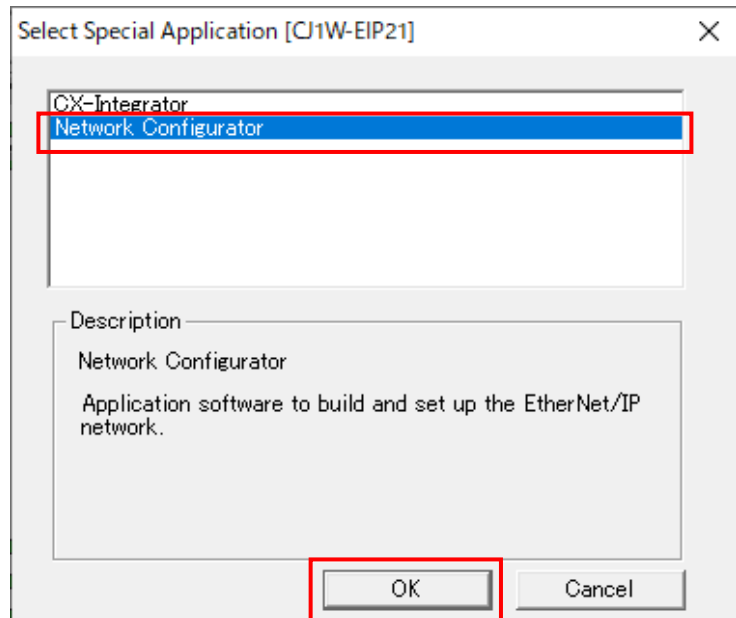 Select Special Application [CJ1W-EIP21]
CX-Integrator
Network Configurator
Description
Network Configurator
Application software to build and set up the EtherNet/IP
network.
OK
Cancel